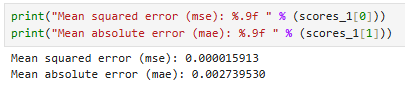 print("Mean squared error (mse): %.9f " % (scores_1[0]))
print("Mean absolute error (mae): %.9f " % (scores_1[1]))
Mean squared error (mse): 0.000015913
Mean absolute error (mae): 0.002739530